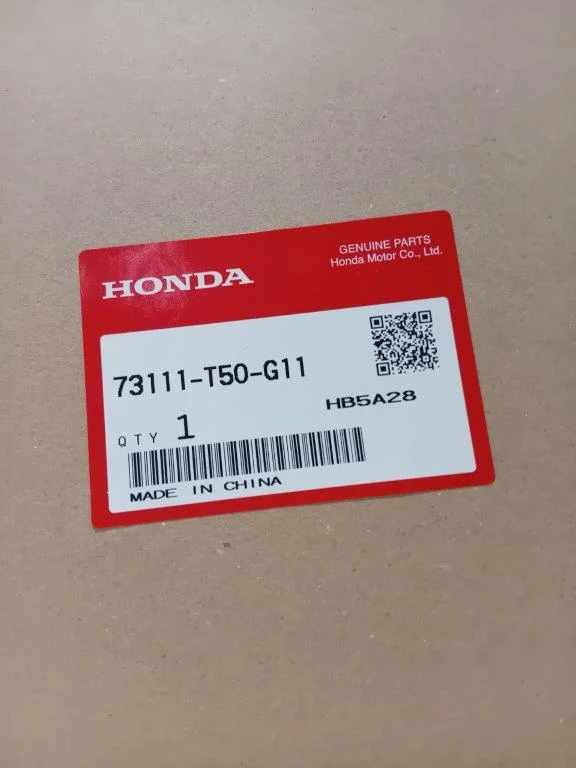 HONDA
GENUINE PARTS
Honda Motor Co., Ltd.
73111-T50-G11
HB5A28
QTY 1
MADE IN CHINA